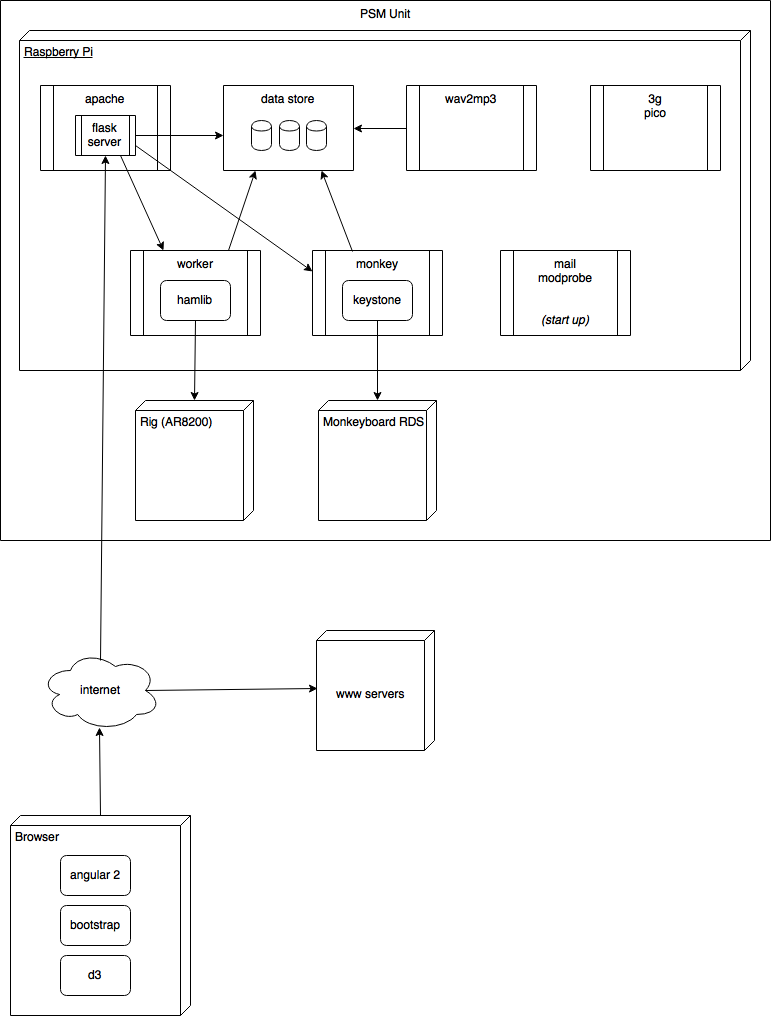 PSM Unit
Raspberry Pi
apache
flask
server
data store
wav2mp3
3g
pico
worker
hamlib
monkey
keystone
mail
modprobe
(start up)
Rig (AR8200)
Monkeyboard RDS
internet
www servers
Browser
angular 2
bootstrap
d3